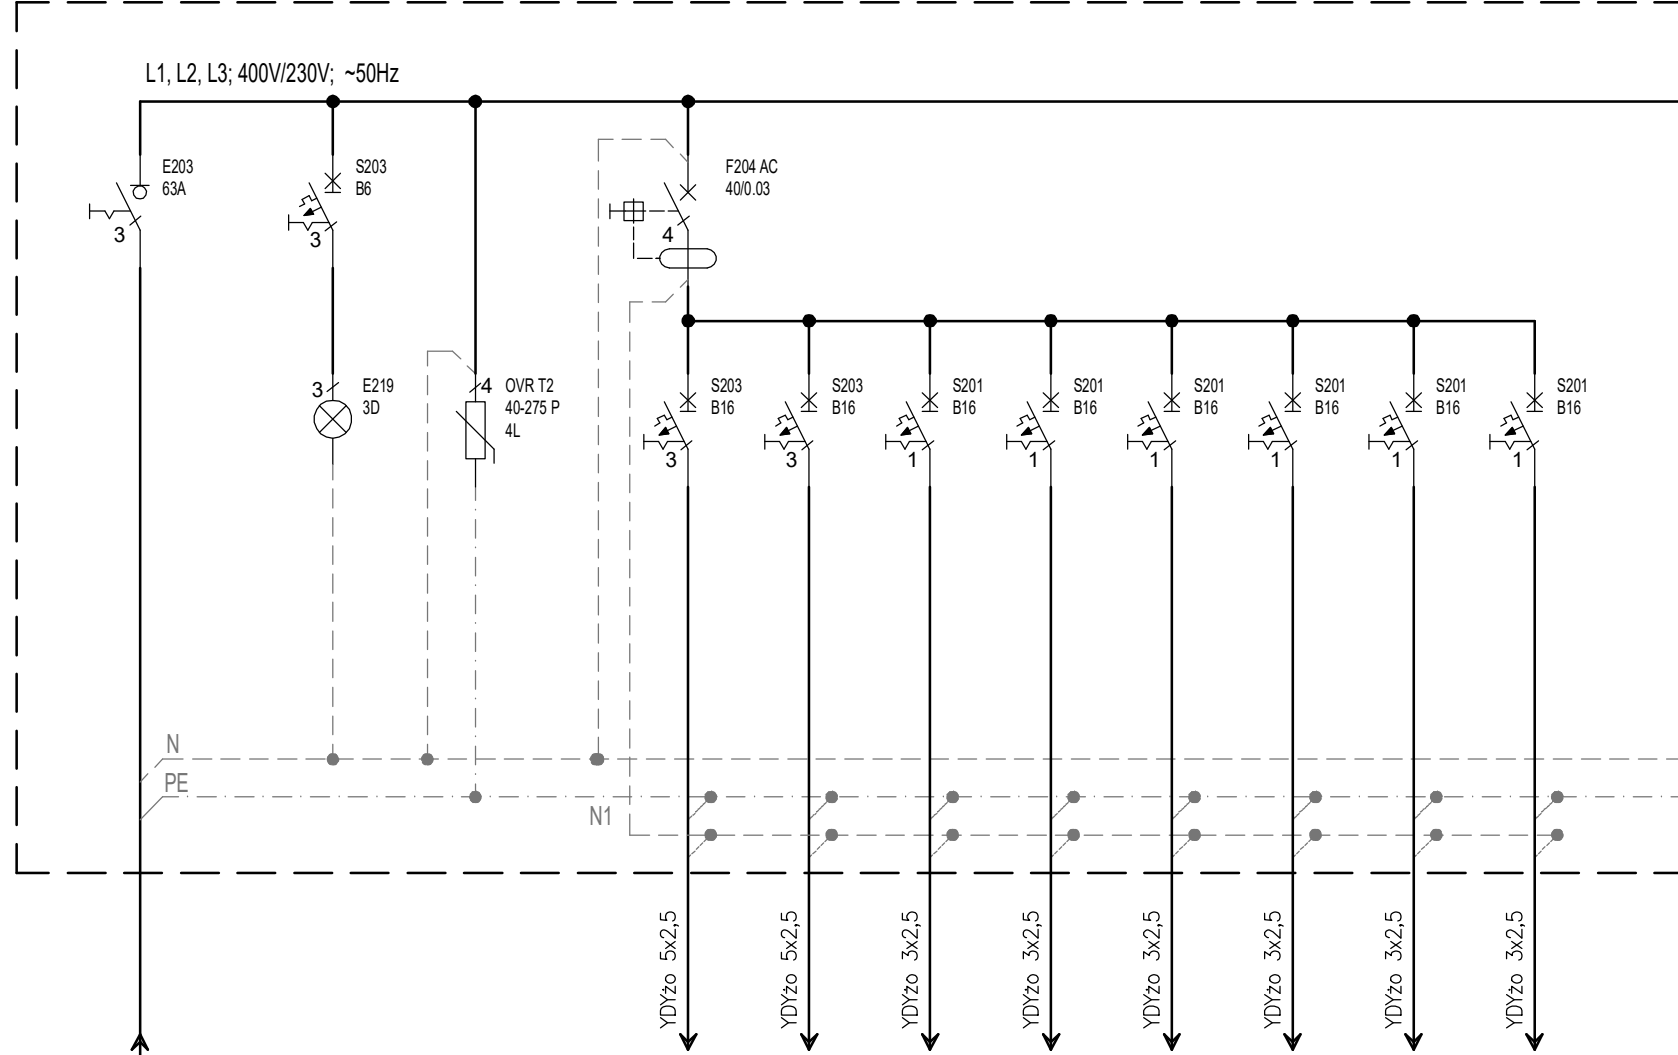 L1, L2, L3; 400V/230V; ~50Hz
E203
63A
3
S203
B6
3
F204 AC
40/0.03
4
3
E219
3D
4
OVR T2
40-275 P
4L
S203
B16
3
S203
B16
3
S201
B16
1
S201
B16
1
S201
B16
1
S201
B16
1
S201
B16
1
S201
B16
1
N
PE
N1
YDYżo 5x2,5
YDYżo 5x2,5
YDYżo 3x2,5
YDYżo 3x2,5
YDYżo 3x2,5
YDYżo 3x2,5
YDYżo 3x2,5
YDYżo 3x2,5